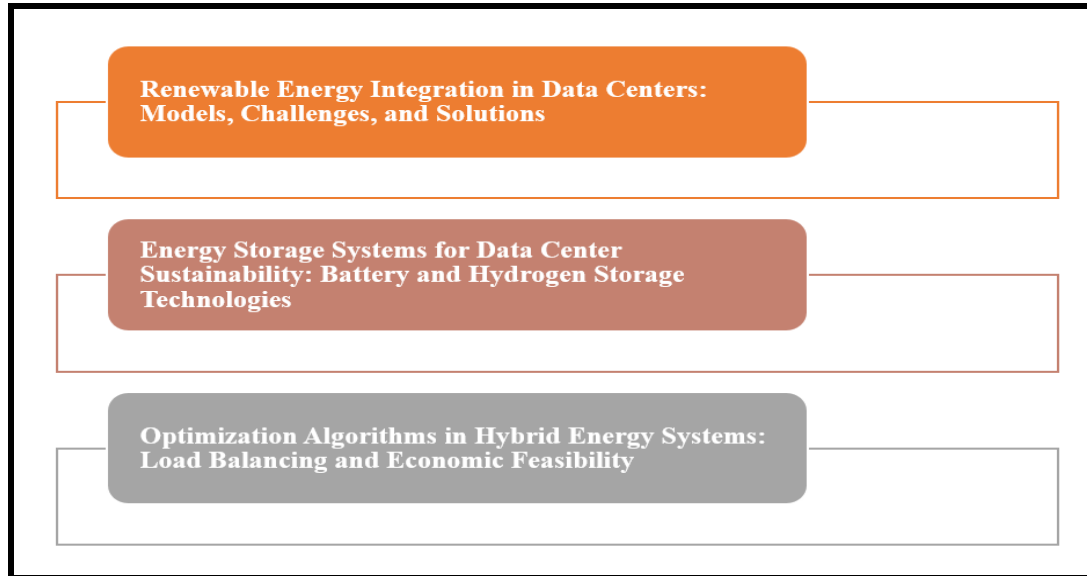 Renewable Energy Integration in Data Centers:
Models, Challenges, and Solutions
Energy Storage Systems for Data Center
Sustainability: Battery and Hydrogen Storage
Technologies
Optimization Algorithms in Hybrid Energy Systems:
Load Balancing and Economic Feasibility